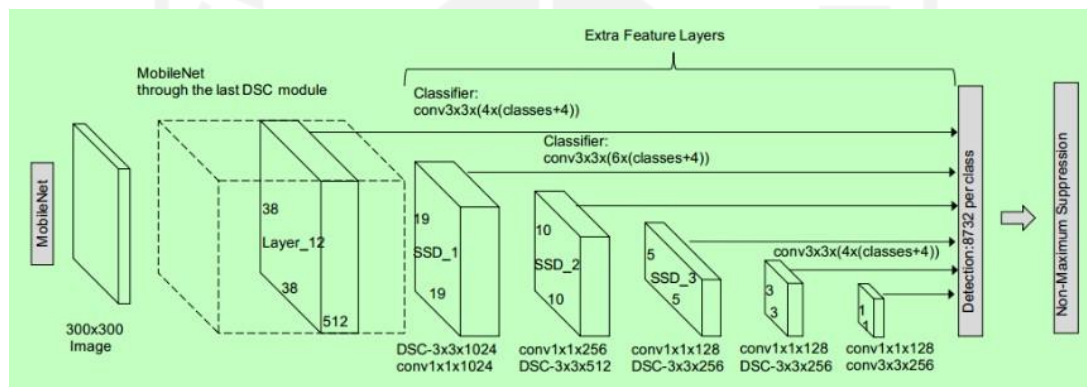 Extra Feature Layers
MobileNet
through the last DSC module
Classifier:
conv3x3x(4x(classes+4))
Classifier:
conv3x3x(6x(classes+4))
MobileNet
38
Layer_12
38
512
19
SSD_1
19
10
SSD_2
10
5
SSD_3
5
conv3x3x(4x(classes+4))
3
3
1
1
Detection:8732 per class
Non-Maximum Suppression
300x300
Image
DSC-3x3x1024
conv1x1x1024
conv1x1x256
DSC-3x3x512
conv1x1x128
DSC-3x3x256
conv1x1x128
DSC-3x3x256
conv1x1x128
conv3x3x256